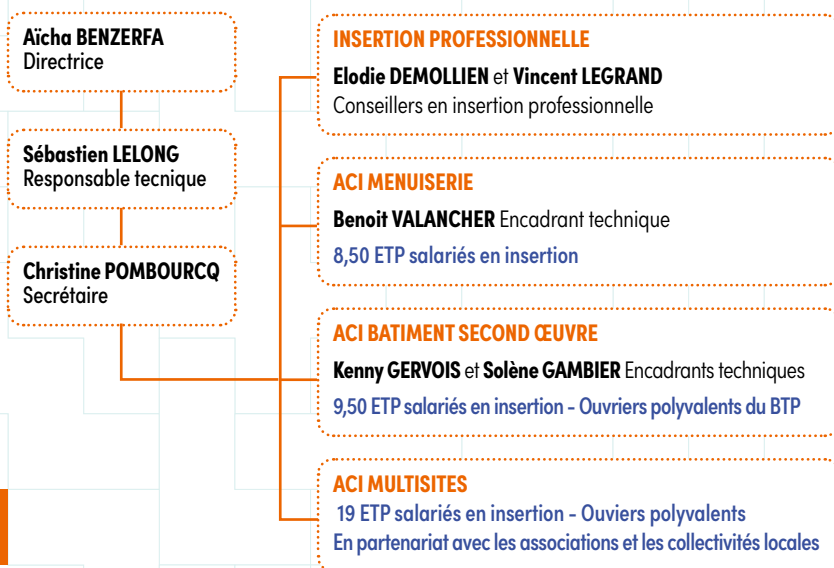 Aïcha BENZERFA
Directrice
Sébastien LELONG
Responsable tecnique
Christine POMBOURCQ
Secrétaire
INSERTION PROFESSIONNELLE
Elodie DEMOLLIEN et Vincent LEGRAND
Conseillers en insertion professionnelle
ACI MENUISERIE
Benoit VALANCHER Encadrant technique
8,50 ETP salariés en insertion
ACI BATIMENT SECOND ŒUVRE
Kenny GERVOIS et Solène GAMBIER Encadrants techniques
9,50 ETP salariés en insertion - Ouvriers polyvalents du BTP
ACI MULTISITES
19 ETP salariés en insertion - Ouviers polyvalents
En partenariat avec les associations et les collectivités locales